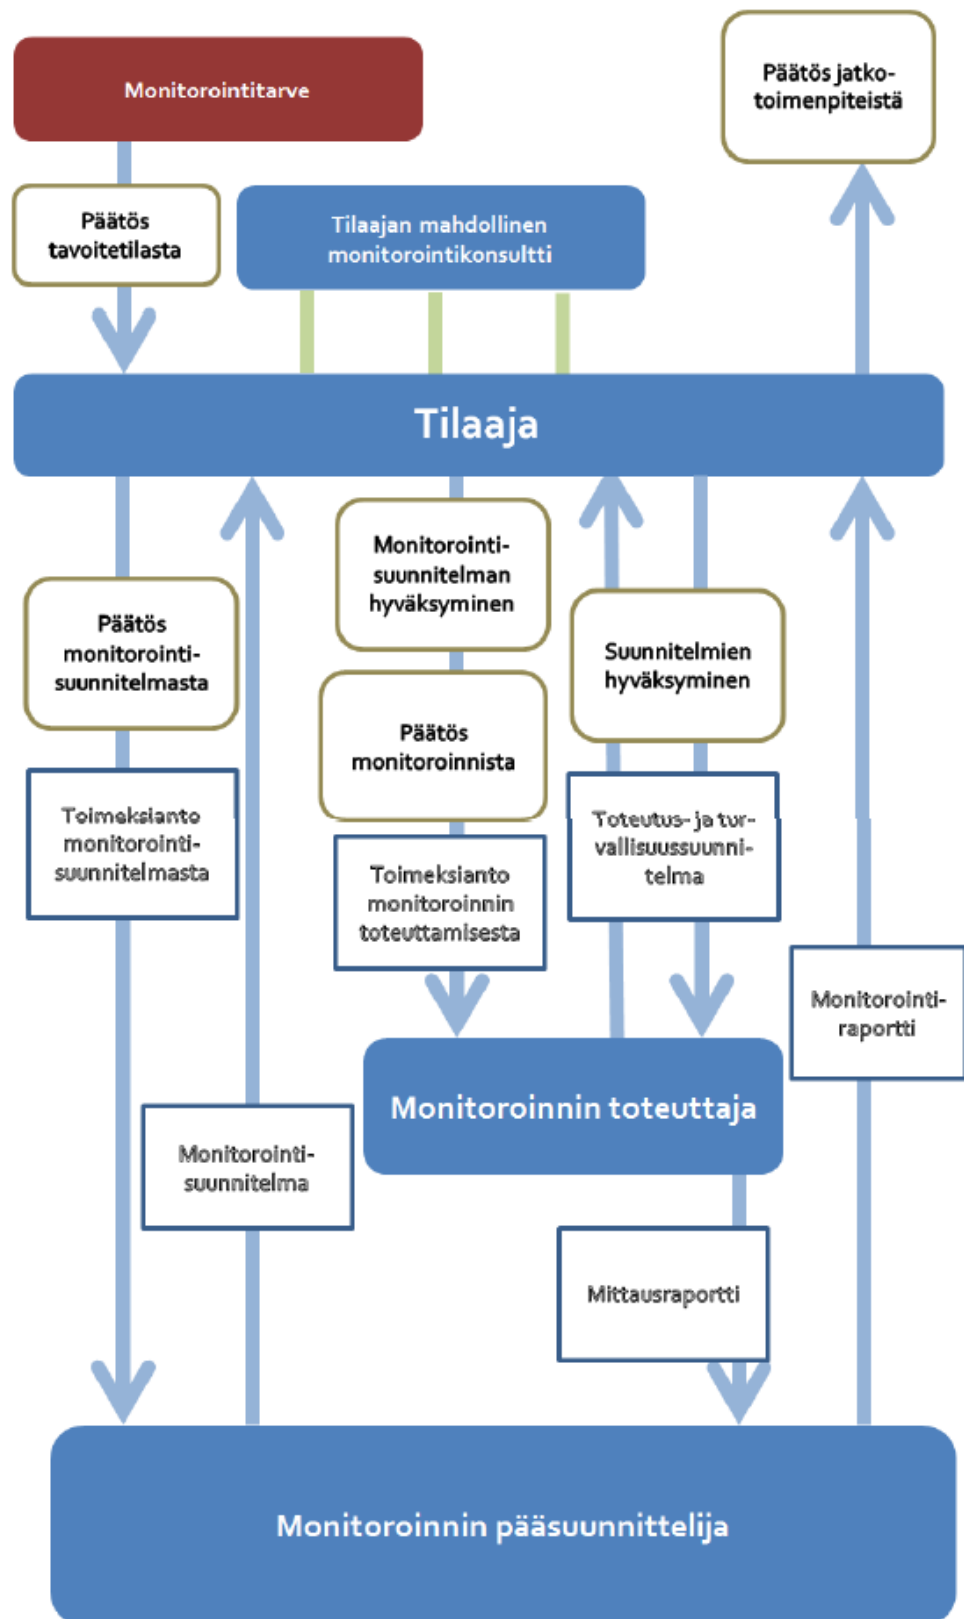 Monitorointitarve
Päätös jatko-
toimenpiteistä
Päätös
tavoitetilasta
Tilaajan mahdollinen
monitorointikonsultti
Tilaaja
Monitorointi-
suunnitelman
hyväksyminen
Päätös
monitorointi-
suunnitelmasta
Suunnitelmien
hyväksyminen
Päätös
monitoroinnista
Toimeksianto
monitorointi-
suunnitelmasta
Toteutus- ja tur-
vallisuussuunni-
telma
Toimeksianto
monitoroinnin
toteuttamisesta
Monitorointi-
raportti
Monitoroinnin toteuttaja
Monitorointi-
suunnitelma
Mittausraportti
Monitoroinnin pääsuunnittelija